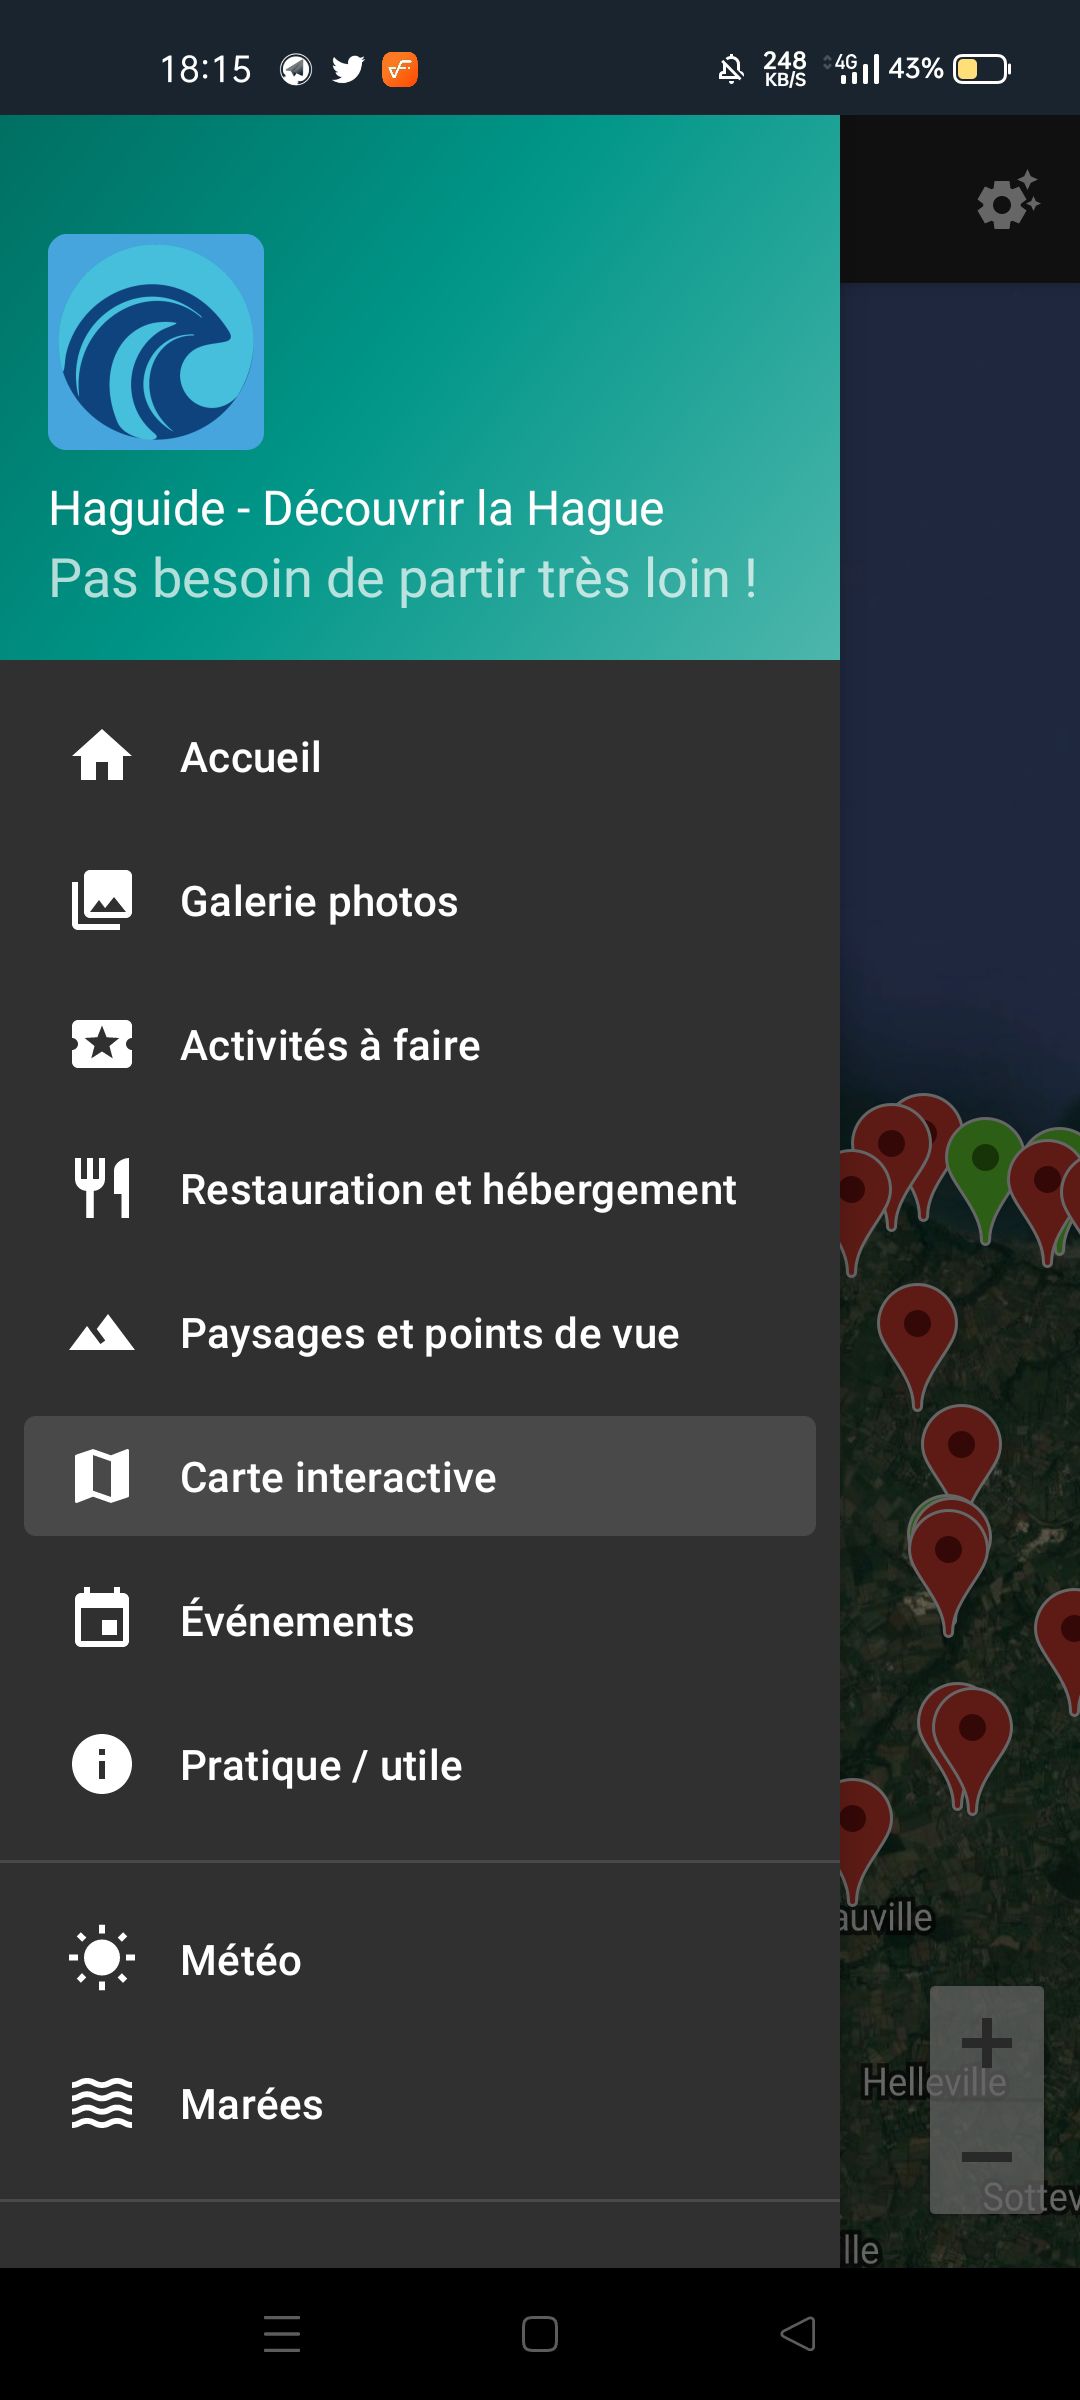 18:15
248
KB/S
4G
43%
Haguide - Découvrir la Hague
Pas besoin de partir très loin !
Accueil
Galerie photos
Activités à faire
Restauration et hébergement
Paysages et points de vue
Carte interactive
Événements
Pratique / utile
Météo
auville
Helleville
Marées
Sottev
lle